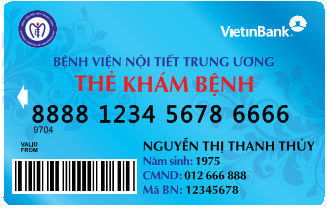 VietinBank
BỆNH VIỆN NỘI TIẾT TRUNG ƯƠNG
THẺ KHÁM BỆNH
8888 1234 5678 6666
9704
VALID
FROM
NGUYỄN THỊ THANH THỦY
Năm sinh: 1975
CMND: 012 666 888
Mã BN: 12345678